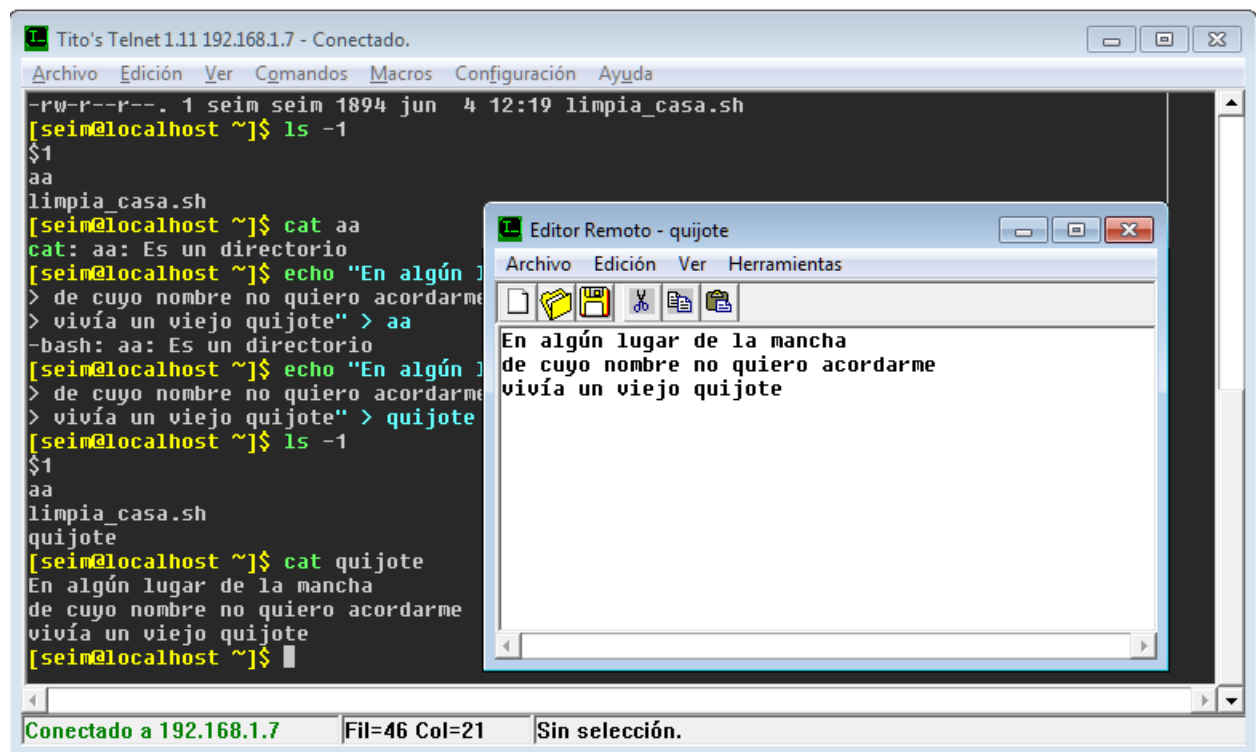 Tito's Telnet 1.11 192.168.1.7 - Conectado.
Archivo Edición Ver Comandos Macros Configuración Ayuda
-rw-r--r--. 1 seim seim 1894 jun  4 12:19 limpia_casa.sh
[seim@localhost ~]$ ls -1
$1
aa
limpia_casa.sh
[seim@localhost ~]$ cat aa
cat: aa: Es un directorio
[seim@localhost ~]$ echo "En algún
> de cuyo nombre no quiero acordarme
> vivía un viejo quijote" > aa
-bash: aa: Es un directorio
[seim@localhost ~]$ echo "En algún
> de cuyo nombre no quiero acordarme
> vivía un viejo quijote" > quijote
[seim@localhost ~]$ ls -1
$1
aa
limpia_casa.sh
quijote
[seim@localhost ~]$ cat quijote
En algún lugar de la mancha
de cuyo nombre no quiero acordarme
vivía un viejo quijote
[seim@localhost ~]$
Editor Remoto - quijote
Archivo Edición Ver Herramientas
En algún lugar de la mancha
de cuyo nombre no quiero acordarme
vivía un viejo quijote
Conectado a 192.168.1.7 Fil=46 Col=21 Sin selección.